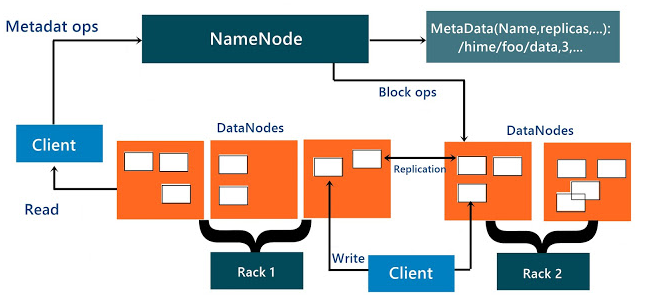 Metadat ops
NameNode
MetaData(Name,replicas,...):
/hime/foo/data,3,...
Block ops
DataNodes
DataNodes
Client
Replication
Read
Write
Rack 1
Client
Rack 2